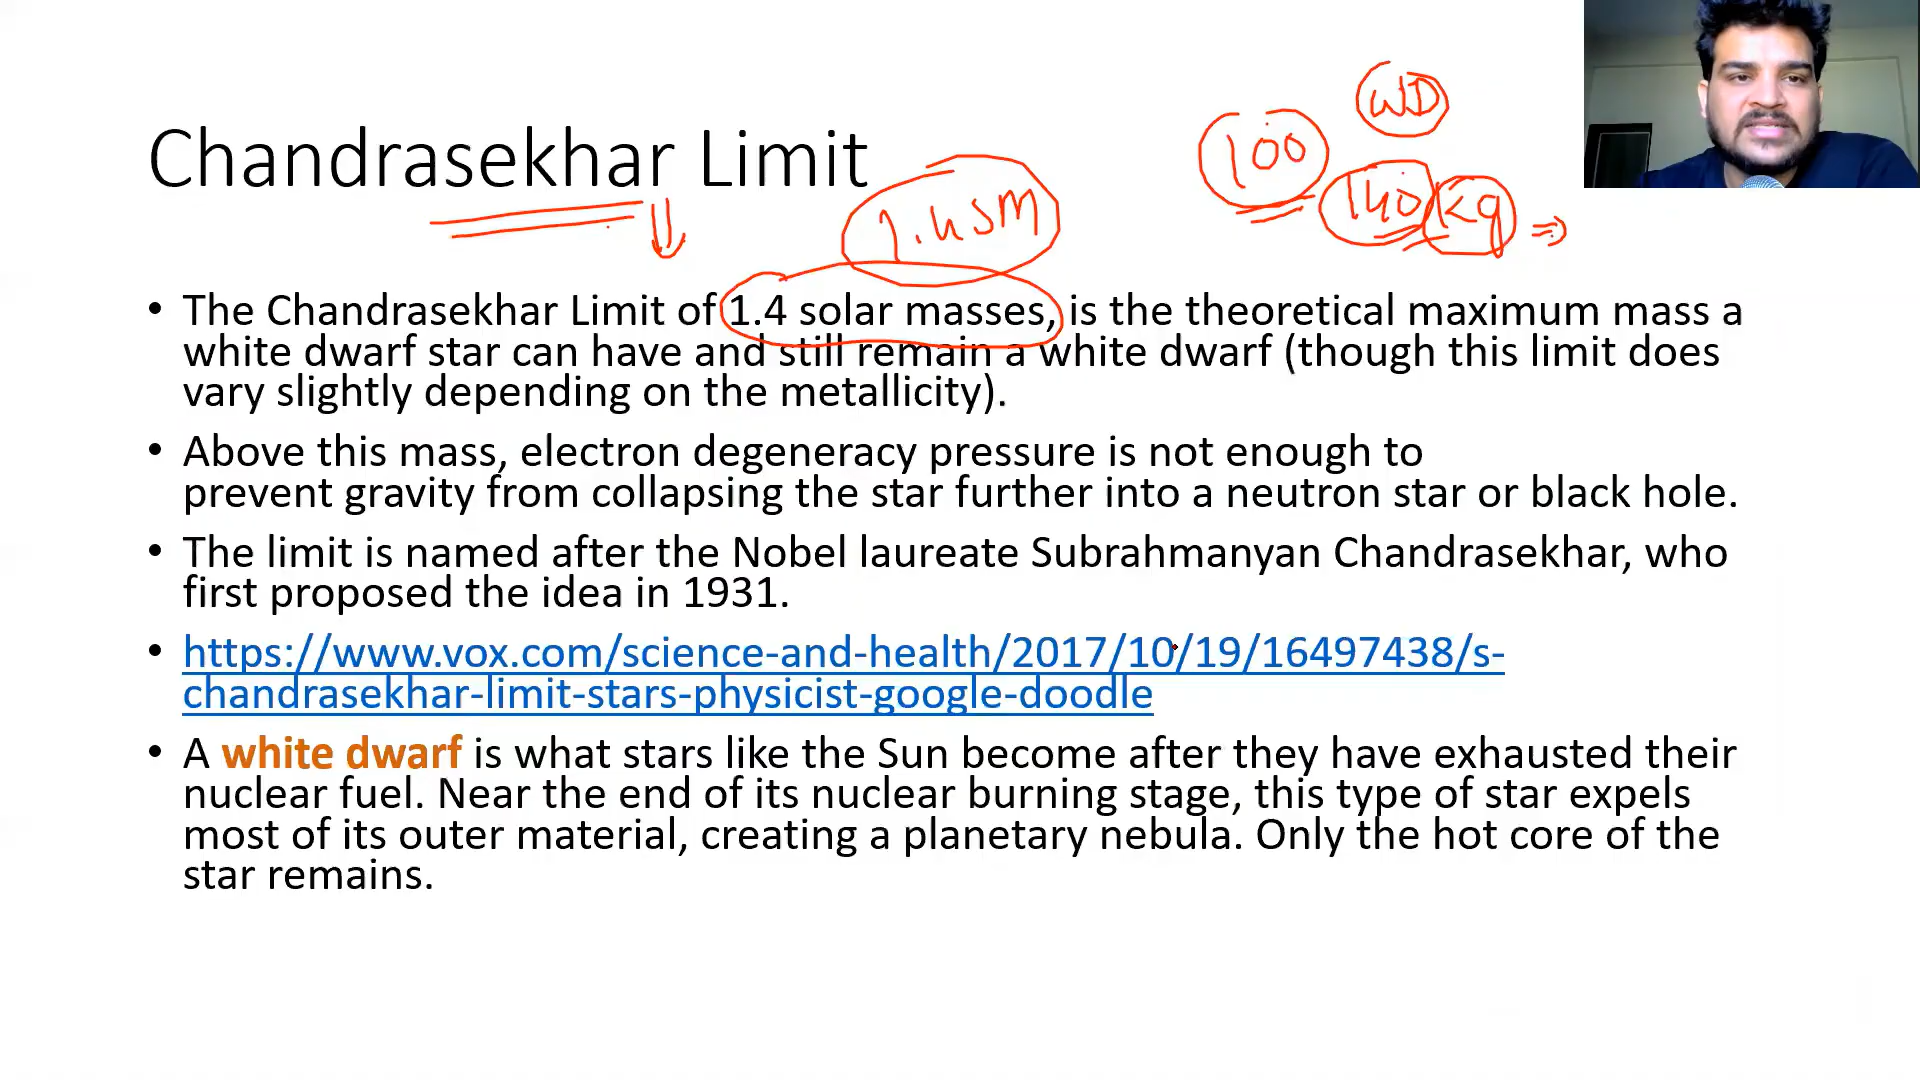 WD
100
140 kg ⇒
Chandrasekhar Limit
1.4SM
• The Chandrasekhar Limit of 1.4 solar masses, is the theoretical maximum mass a
white dwarf star can have and still remain a white dwarf (though this limit does
vary slightly depending on the metallicity).
• Above this mass, electron degeneracy pressure is not enough to
prevent gravity from collapsing the star further into a neutron star or black hole.
• The limit is named after the Nobel laureate Subrahmanyan Chandrasekhar, who
first proposed the idea in 1931.
• https://www.vox.com/science-and-health/2017/10/19/16497438/s-
chandrasekhar-limit-stars-physicist-google-doodle
• A white dwarf is what stars like the Sun become after they have exhausted their
nuclear fuel. Near the end of its nuclear burning stage, this type of star expels
most of its outer material, creating a planetary nebula. Only the hot core of the
star remains.